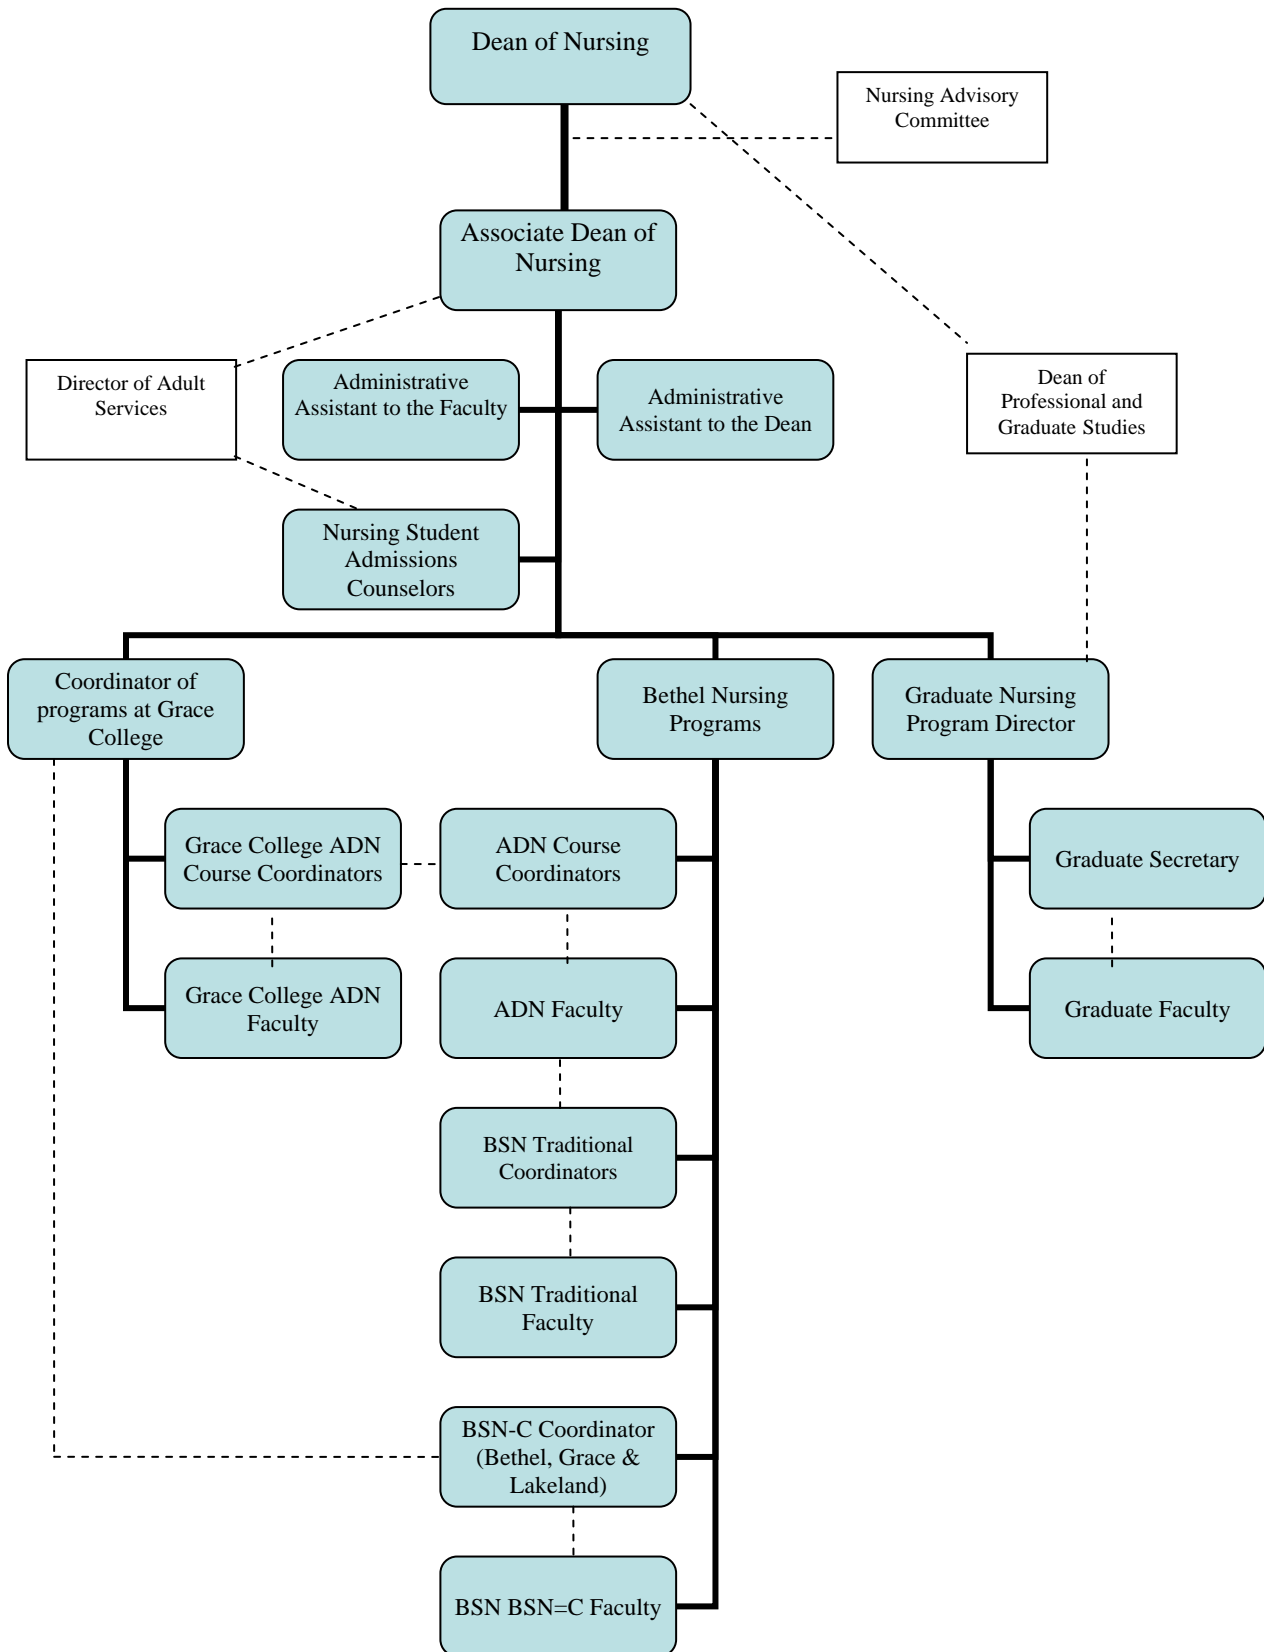 Dean of Nursing
Nursing Advisory
Committee
Associate Dean of
Nursing
Director of Adult
Services
Administrative
Assistant to the Faculty
Administrative
Assistant to the Dean
Dean of
Professional and
Graduate Studies
Nursing Student
Admissions
Counselors
Coordinator of
programs at Grace
College
Bethel Nursing
Programs
Graduate Nursing
Program Director
Grace College ADN
Course Coordinators
ADN Course
Coordinators
Graduate Secretary
Grace College ADN
Faculty
ADN Faculty
Graduate Faculty
BSN Traditional
Coordinators
BSN Traditional
Faculty
BSN-C Coordinator
(Bethel, Grace &
Lakeland)
BSN BSN=C Faculty